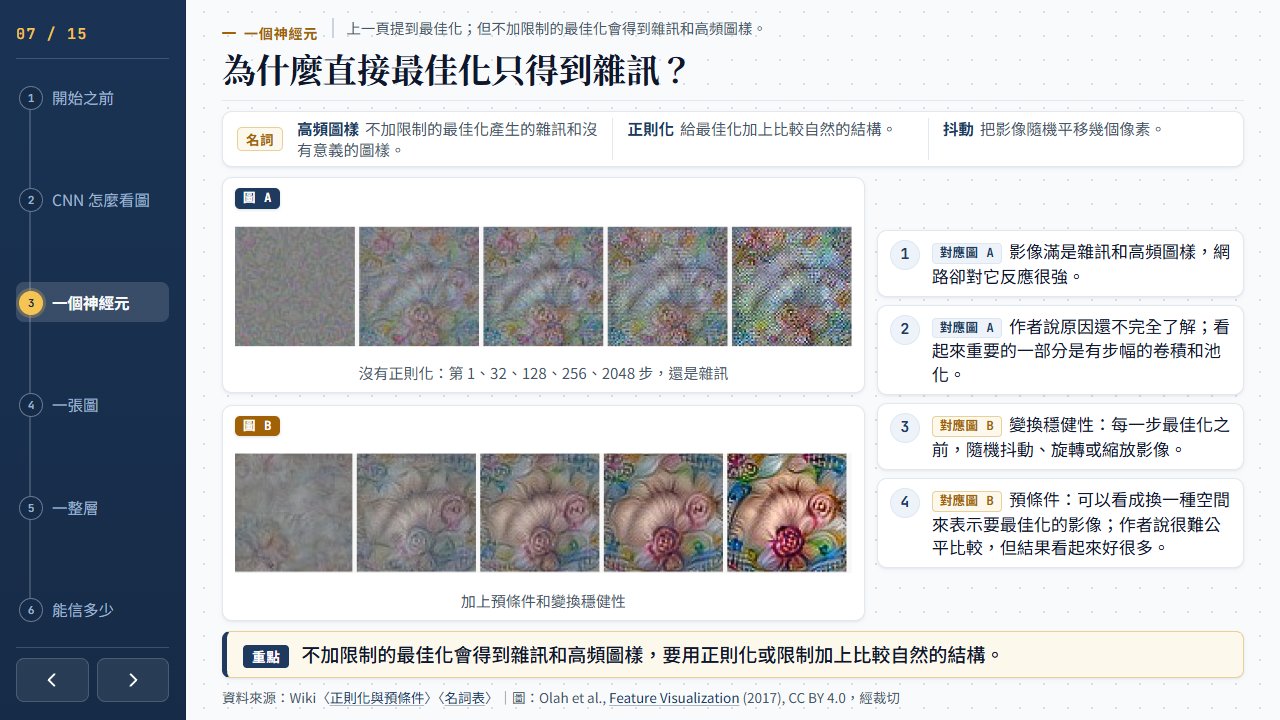 07 / 15
1 開始之前
2 CNN 怎麼看圖
3 一個神經元
4 一張圖
5 一整層
6 能信多少
一個神經元
上一頁提到最佳化；但不加限制的最佳化會得到雜訊和高頻圖樣。
為什麼直接最佳化只得到雜訊？
名詞
高頻圖樣 不加限制的最佳化產生的雜訊和沒
有意義的圖樣。
正則化 給最佳化加上比較自然的結構。
抖動 把影像隨機平移幾個像素。
圖 A
沒有正則化：第 1、32、128、256、2048 步，還是雜訊
圖 B
加上預條件和變換穩健性
1 對應圖 A 影像滿是雜訊和高頻圖樣，網
路卻對它反應很強。
2 對應圖 A 作者說原因還不完全了解；看
起來重要的一部分是有步幅的卷積和池
化。
3 對應圖 B 變換穩健性：每一步最佳化之
前，隨機抖動、旋轉或縮放影像。
4 對應圖 B 預條件：可以看成換一種空間
來表示要最佳化的影像；作者說很難公
平比較，但結果看起來好很多。
重點 不加限制的最佳化會得到雜訊和高頻圖樣，要用正則化或限制加上比較自然的結構。
資料來源：Wiki〈正則化與預條件〉〈名詞表〉｜圖：Olah et al., Feature Visualization (2017), CC BY 4.0，經裁切